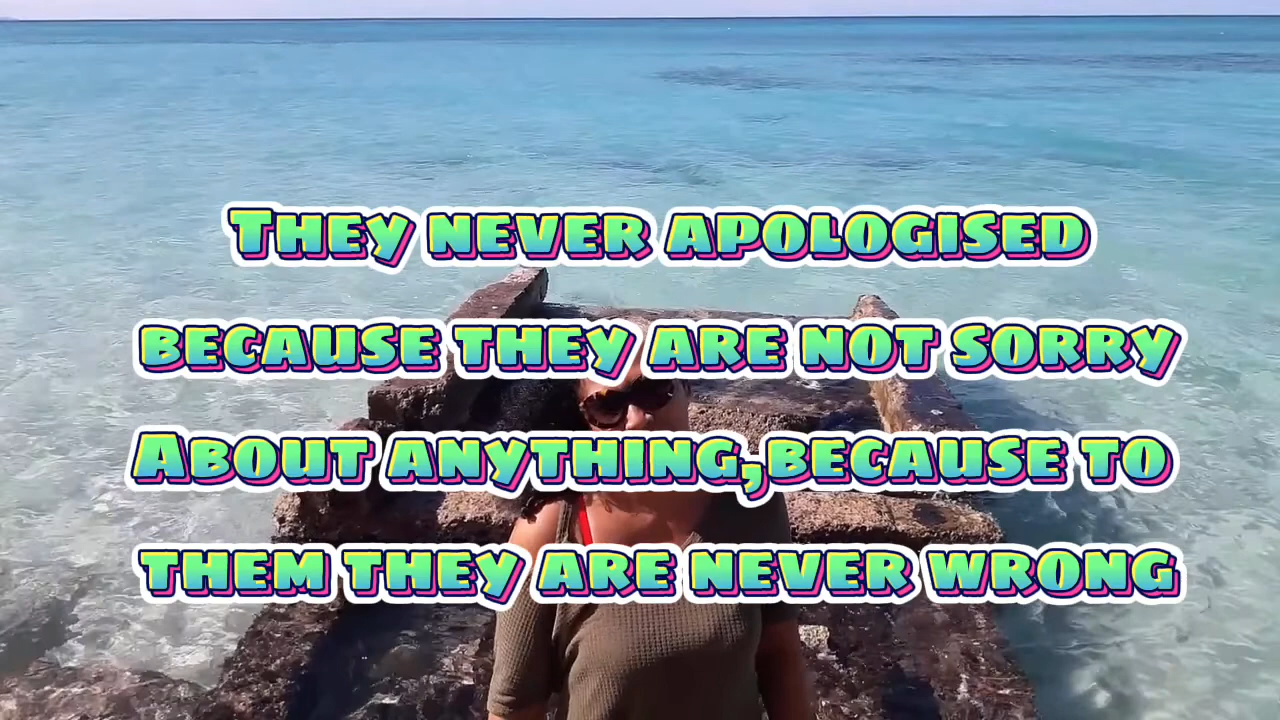 They never apologised
because they are not sorry
About anything,because to
them they are never wrong